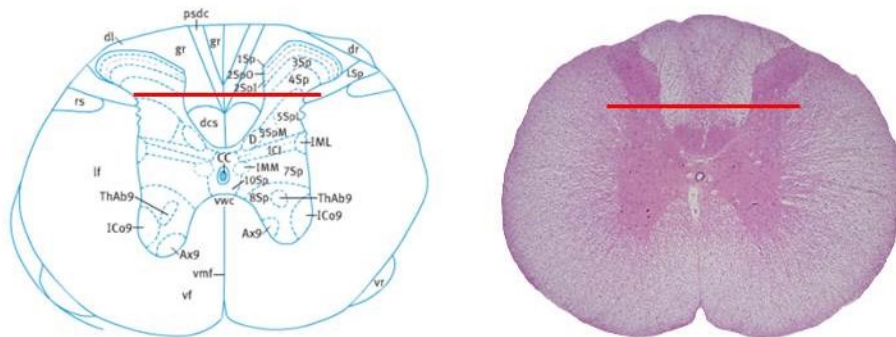 psdc
dl
gr
gr
dr
1Sp
2SpO
2SpI
3Sp
4Sp
LSp
rs
dcs
5SpL
D
5SpM
IML
ICl
CC
IMM
7Sp
lf
10Sp
ThAb9
vwc
8Sp
ThAb9
ICo9
ICo9
Ax9
Ax9
vmf
vf
vr